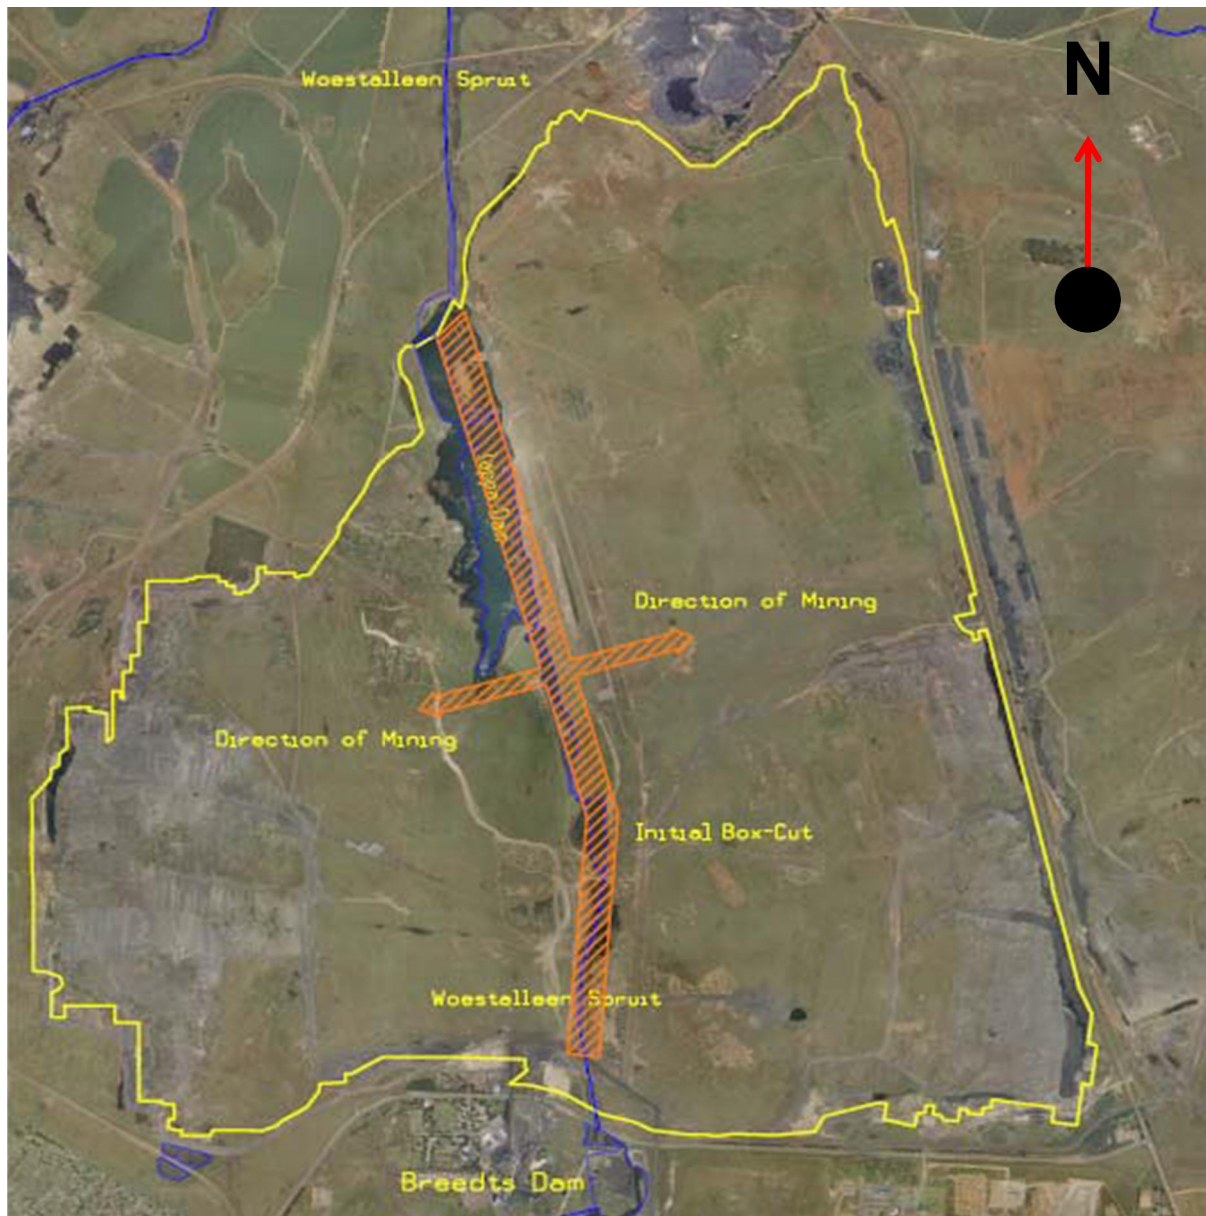 Woestalleen Spruit
N
Direction of Mining
Direction of Mining
Initial Box-Cut
Woestalleen Spruit
Breedts Dam